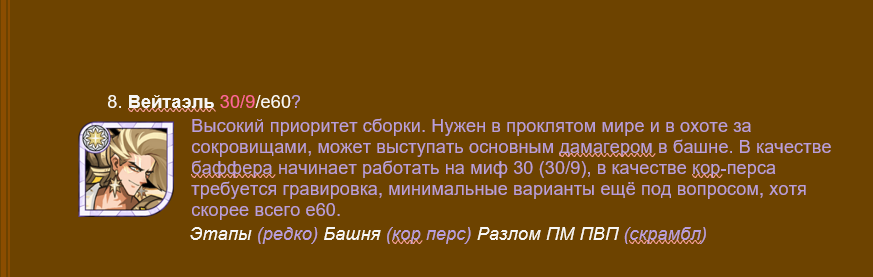 8. Вейтаэль 30/9/е60?
Высокий приоритет сборки. Нужен в проклятом мире и в охоте за
сокровищами, может выступать основным дамагером в башне. В качестве
баффера начинает работать на миф 30 (30/9), в качестве кор-перса
требуется гравировка, минимальные варианты ещё под вопросом, хотя
скорее всего е60.
Этапы (редко) Башня (кор перс) Разлом ПМ ПВП (скрамбл)